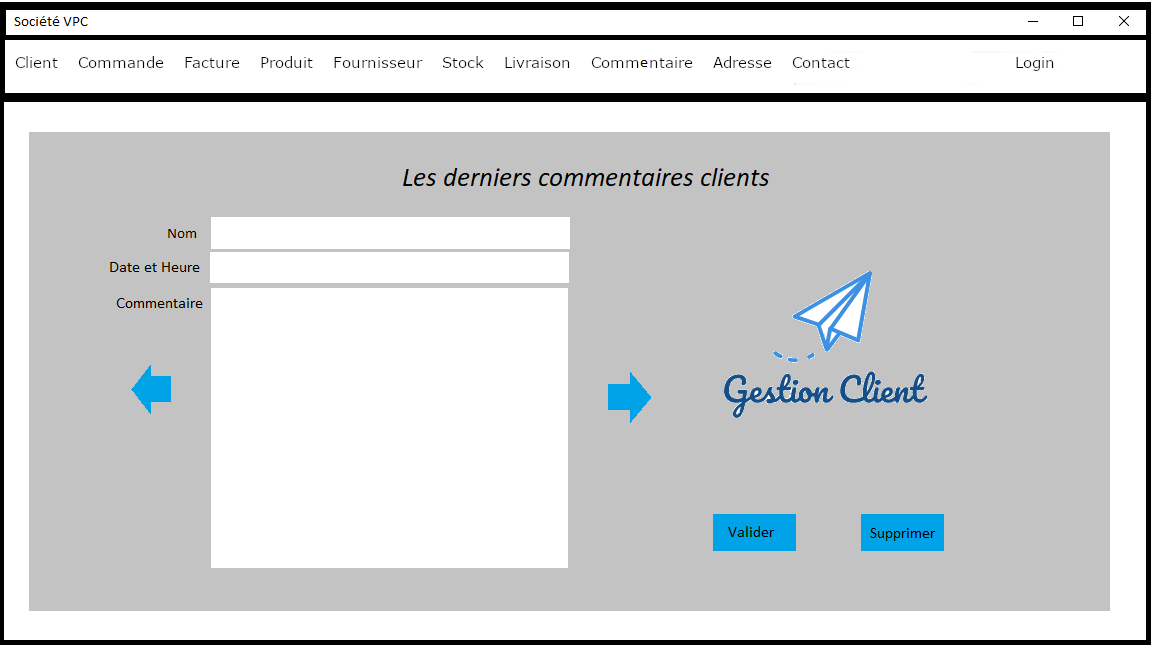 Société VPC
Client Commande Facture Produit Fournisseur Stock Livraison Commentaire Adresse Contact Login
Les derniers commentaires clients
Nom
Date et Heure
Commentaire
Gestion Client
Valider Supprimer